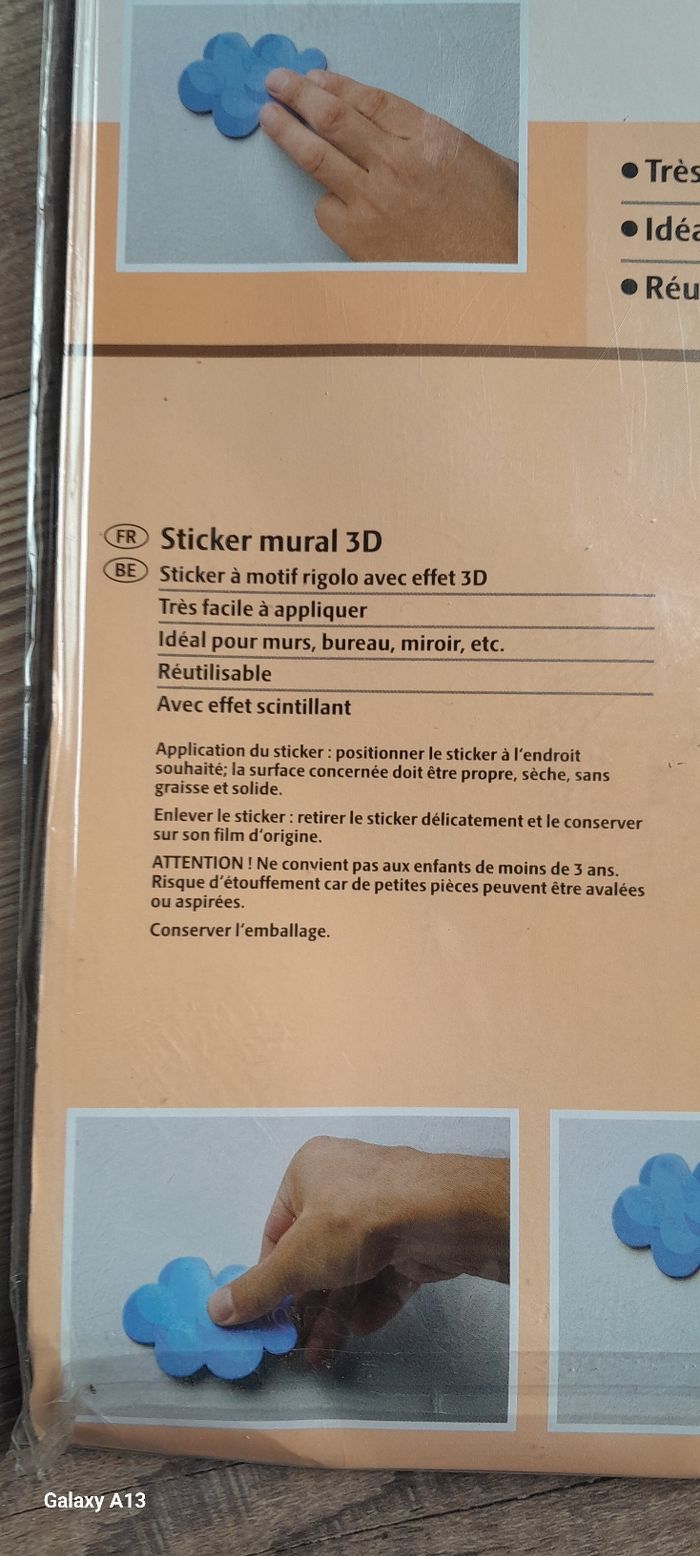 ● Très
● Idéa
● Réu
FR Sticker mural 3D
BE Sticker à motif rigolo avec effet 3D
Très facile à appliquer
Idéal pour murs, bureau, miroir, etc.
Réutilisable
Avec effet scintillant
Application du sticker : positionner le sticker à l'endroit
souhaité; la surface concernée doit être propre, sèche, sans
graisse et solide.
Enlever le sticker : retirer le sticker délicatement et le conserver
sur son film d'origine.
ATTENTION ! Ne convient pas aux enfants de moins de 3 ans.
Risque d'étouffement car de petites pièces peuvent être avalées
ou aspirées.
Conserver l'emballage.
Galaxy A13